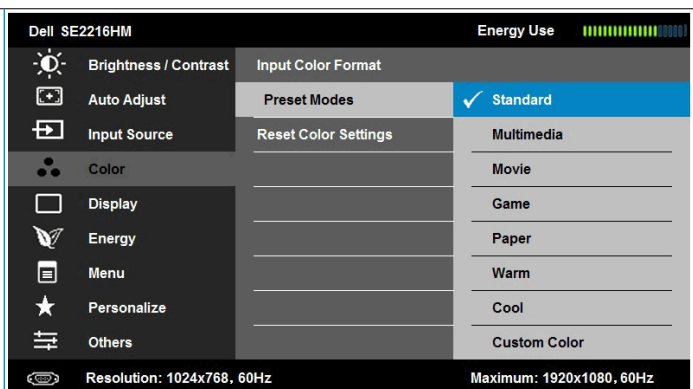 Dell SE2216HM Energy Use
Brightness / Contrast Input Color Format
Auto Adjust Preset Modes Standard
Input Source Reset Color Settings Multimedia
Color Movie
Display Game
Energy Paper
Menu Warm
Personalize Cool
Others Custom Color
Resolution: 1024x768, 60Hz Maximum: 1920x1080, 60Hz